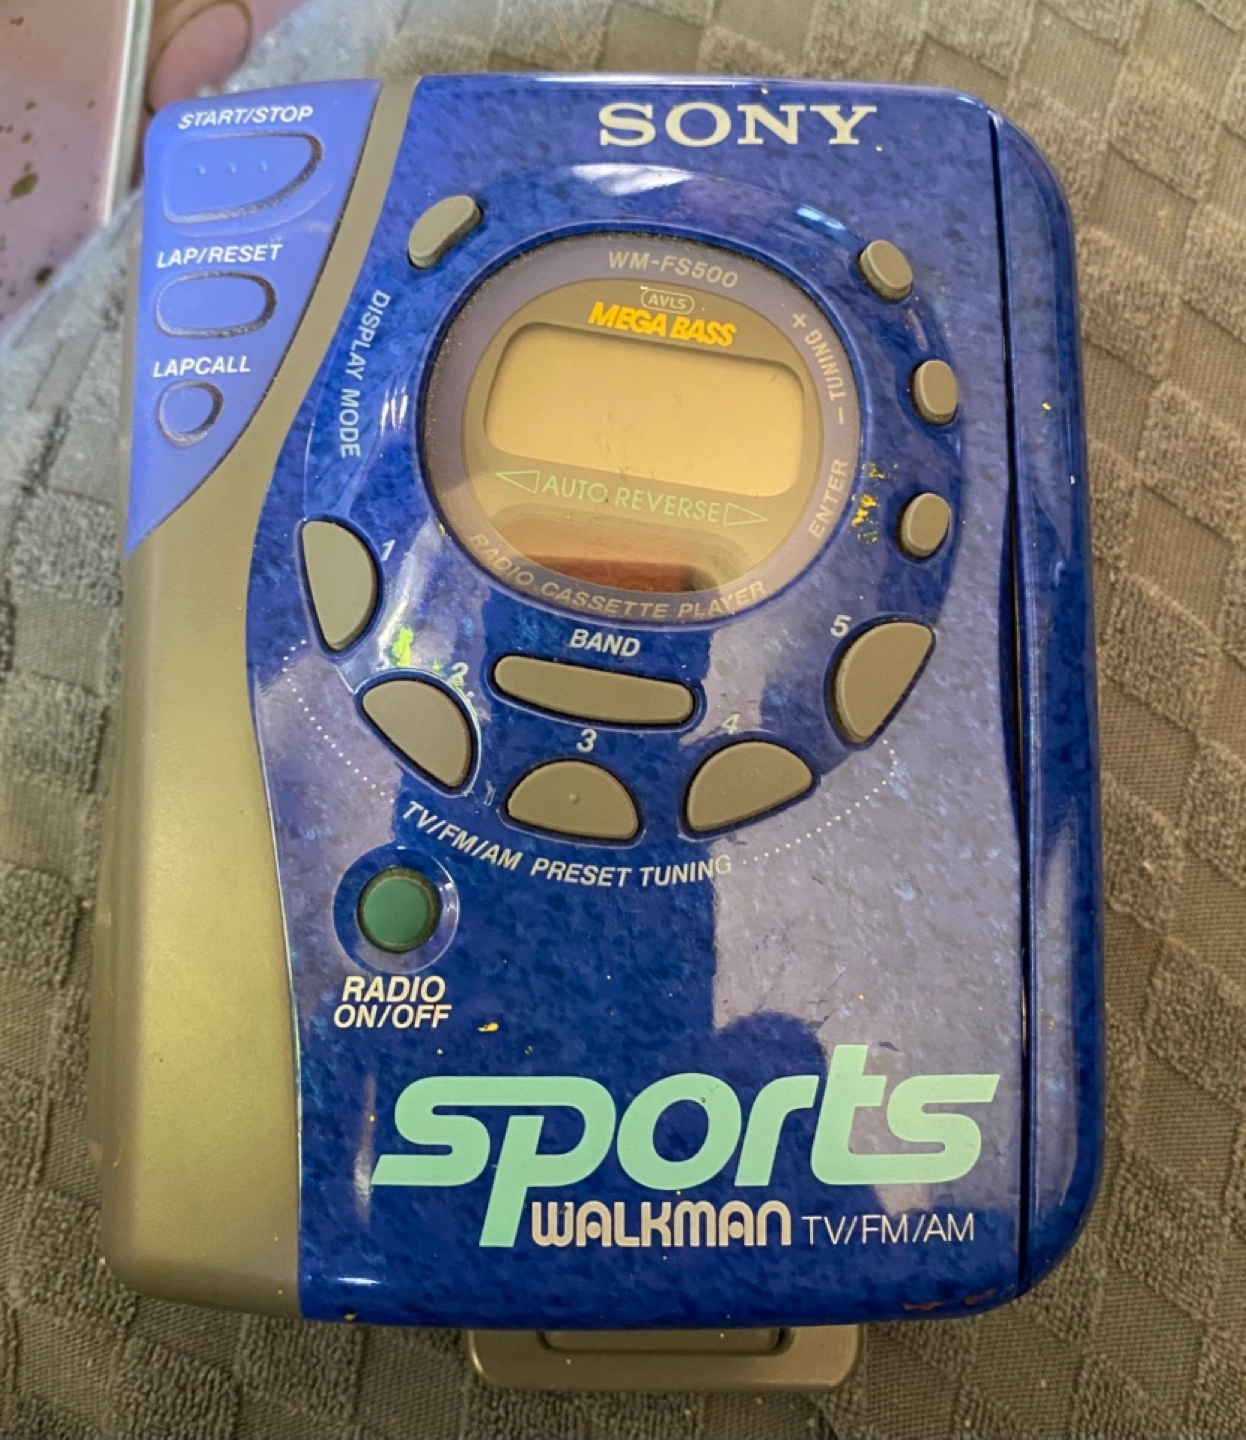 START/STOP
SONY
LAP/RESET
LAPCALL
DISPLAY MODE
WM-FS500
AVLS
MEGA BASS
– TUNING +
ENTER
AUTO REVERSE
RADIO CASSETTE PLAYER
1
BAND
5
2
3
4
TV/FM/AM PRESET TUNING
RADIO
ON/OFF
sports
WALKMAN TV/FM/AM